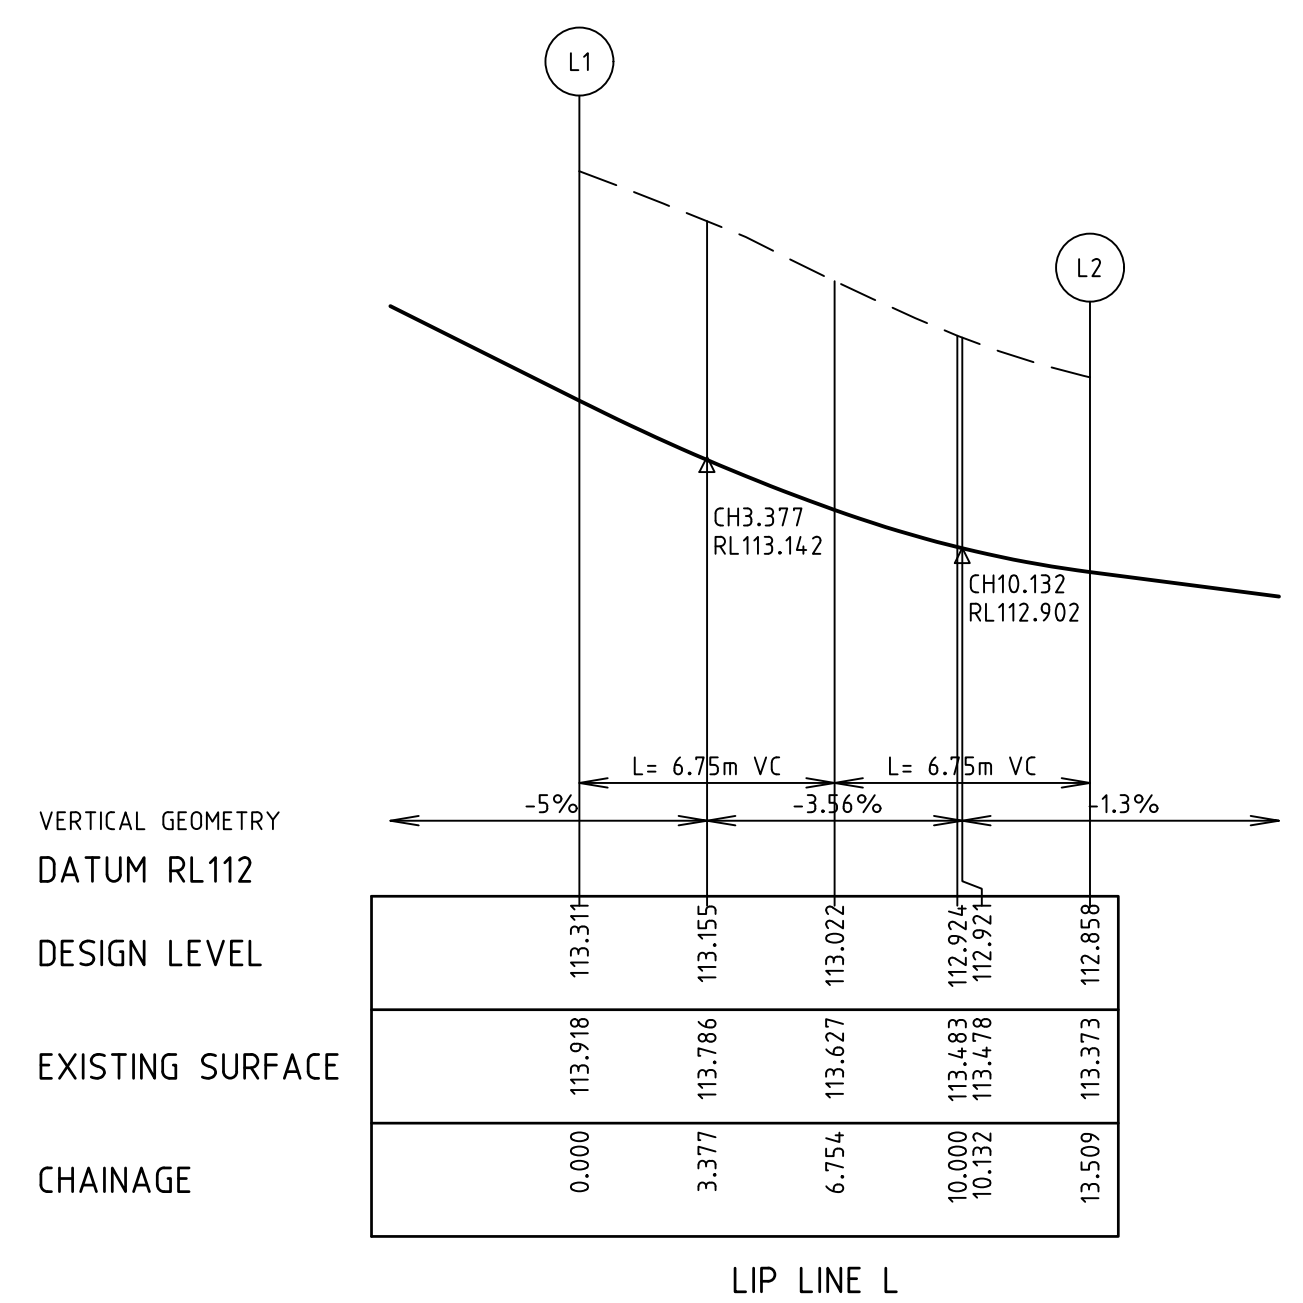 L1
L2
CH3.377
RL113.142
CH10.132
RL112.902
L= 6.75m VC L= 6.75m VC
-5% -3.56% -1.3%
VERTICAL GEOMETRY
DATUM RL112
DESIGN LEVEL 113.311 113.155 113.022 112.924 112.921 112.858
EXISTING SURFACE 113.918 113.786 113.627 113.483 113.478 113.373
CHAINAGE 0.000 3.377 6.754 10.000 10.132 13.509
LIP LINE L